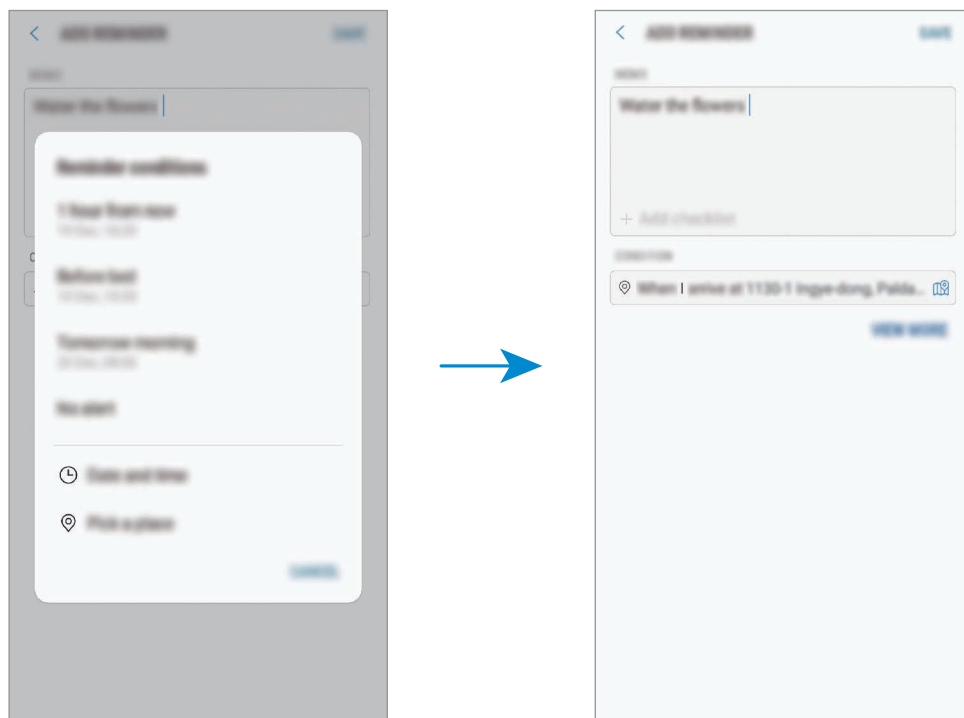 ADD REMINDER
SAVE
MEMO
Water the flowers
Reminder conditions
1 hour from now
Before bed
Tomorrow morning
No alert
Date and time
Pick a place
CANCEL
ADD REMINDER
SAVE
MEMO
Water the flowers
+ Add checklist
CONDITION
When I arrive at 1130-1 Ingye-dong, Palda...
VIEW MORE